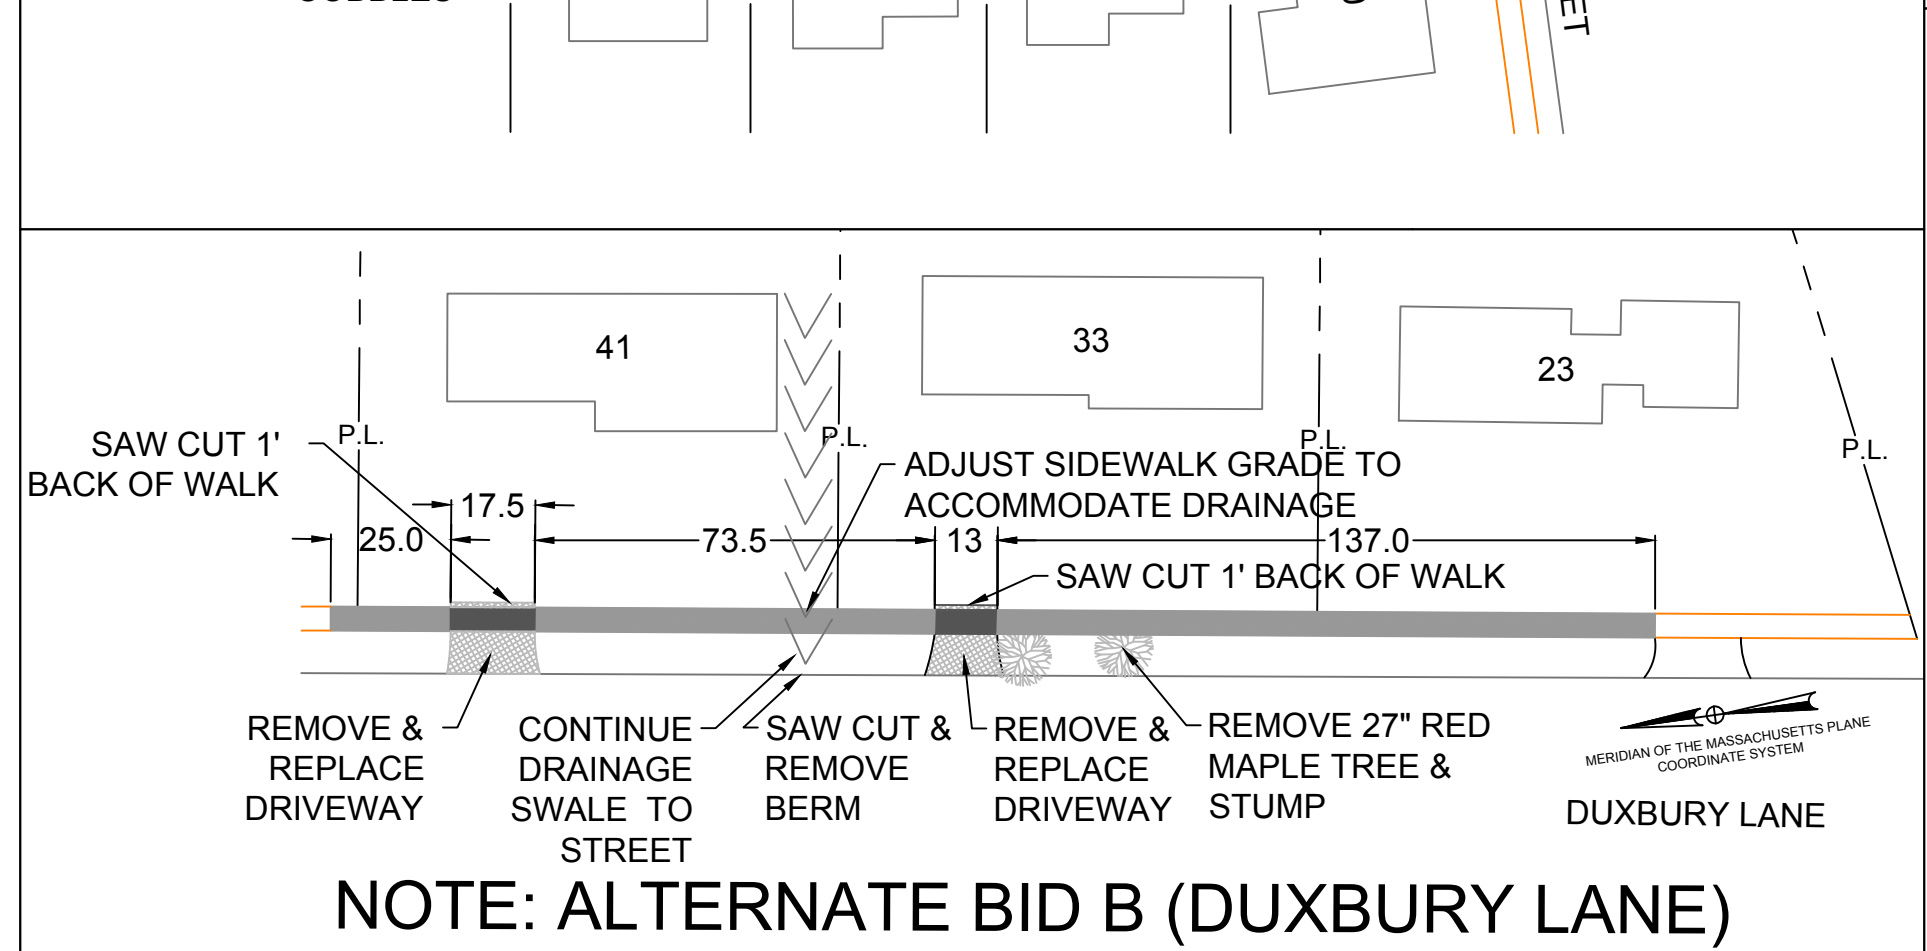 41
33
23
P.L.
P.L.
P.L.
P.L.
SAW CUT 1'
BACK OF WALK
ADJUST SIDEWALK GRADE TO
ACCOMMODATE DRAINAGE
17.5
25.0
73.5
13
137.0
SAW CUT 1' BACK OF WALK
REMOVE &
REPLACE
DRIVEWAY
CONTINUE
DRAINAGE
SWALE TO
STREET
SAW CUT &
REMOVE
BERM
REMOVE &
REPLACE
DRIVEWAY
REMOVE 27" RED
MAPLE TREE &
STUMP
MERIDIAN OF THE MASSACHUSETTS PLANE
COORDINATE SYSTEM
DUXBURY LANE
NOTE: ALTERNATE BID B (DUXBURY LANE)